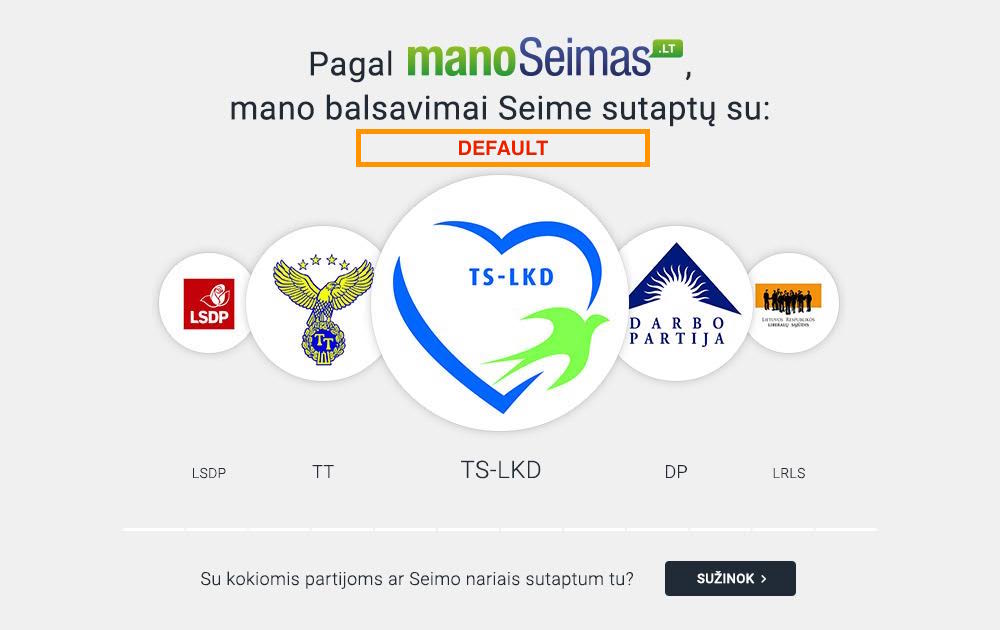 Pagal manoSeimas.LT,
mano balsavimai Seime sutaptų su:
DEFAULT
LSDP
TT
TS-LKD
DARBO
PARTIJA
LIETUVOS RESPUBLIKOS
LIBERALŲ SĄJŪDIS
LSDP
TT
TS-LKD
DP
LRLS
Su kokiomis partijoms ar Seimo nariais sutaptum tu?
SUŽINOK ›